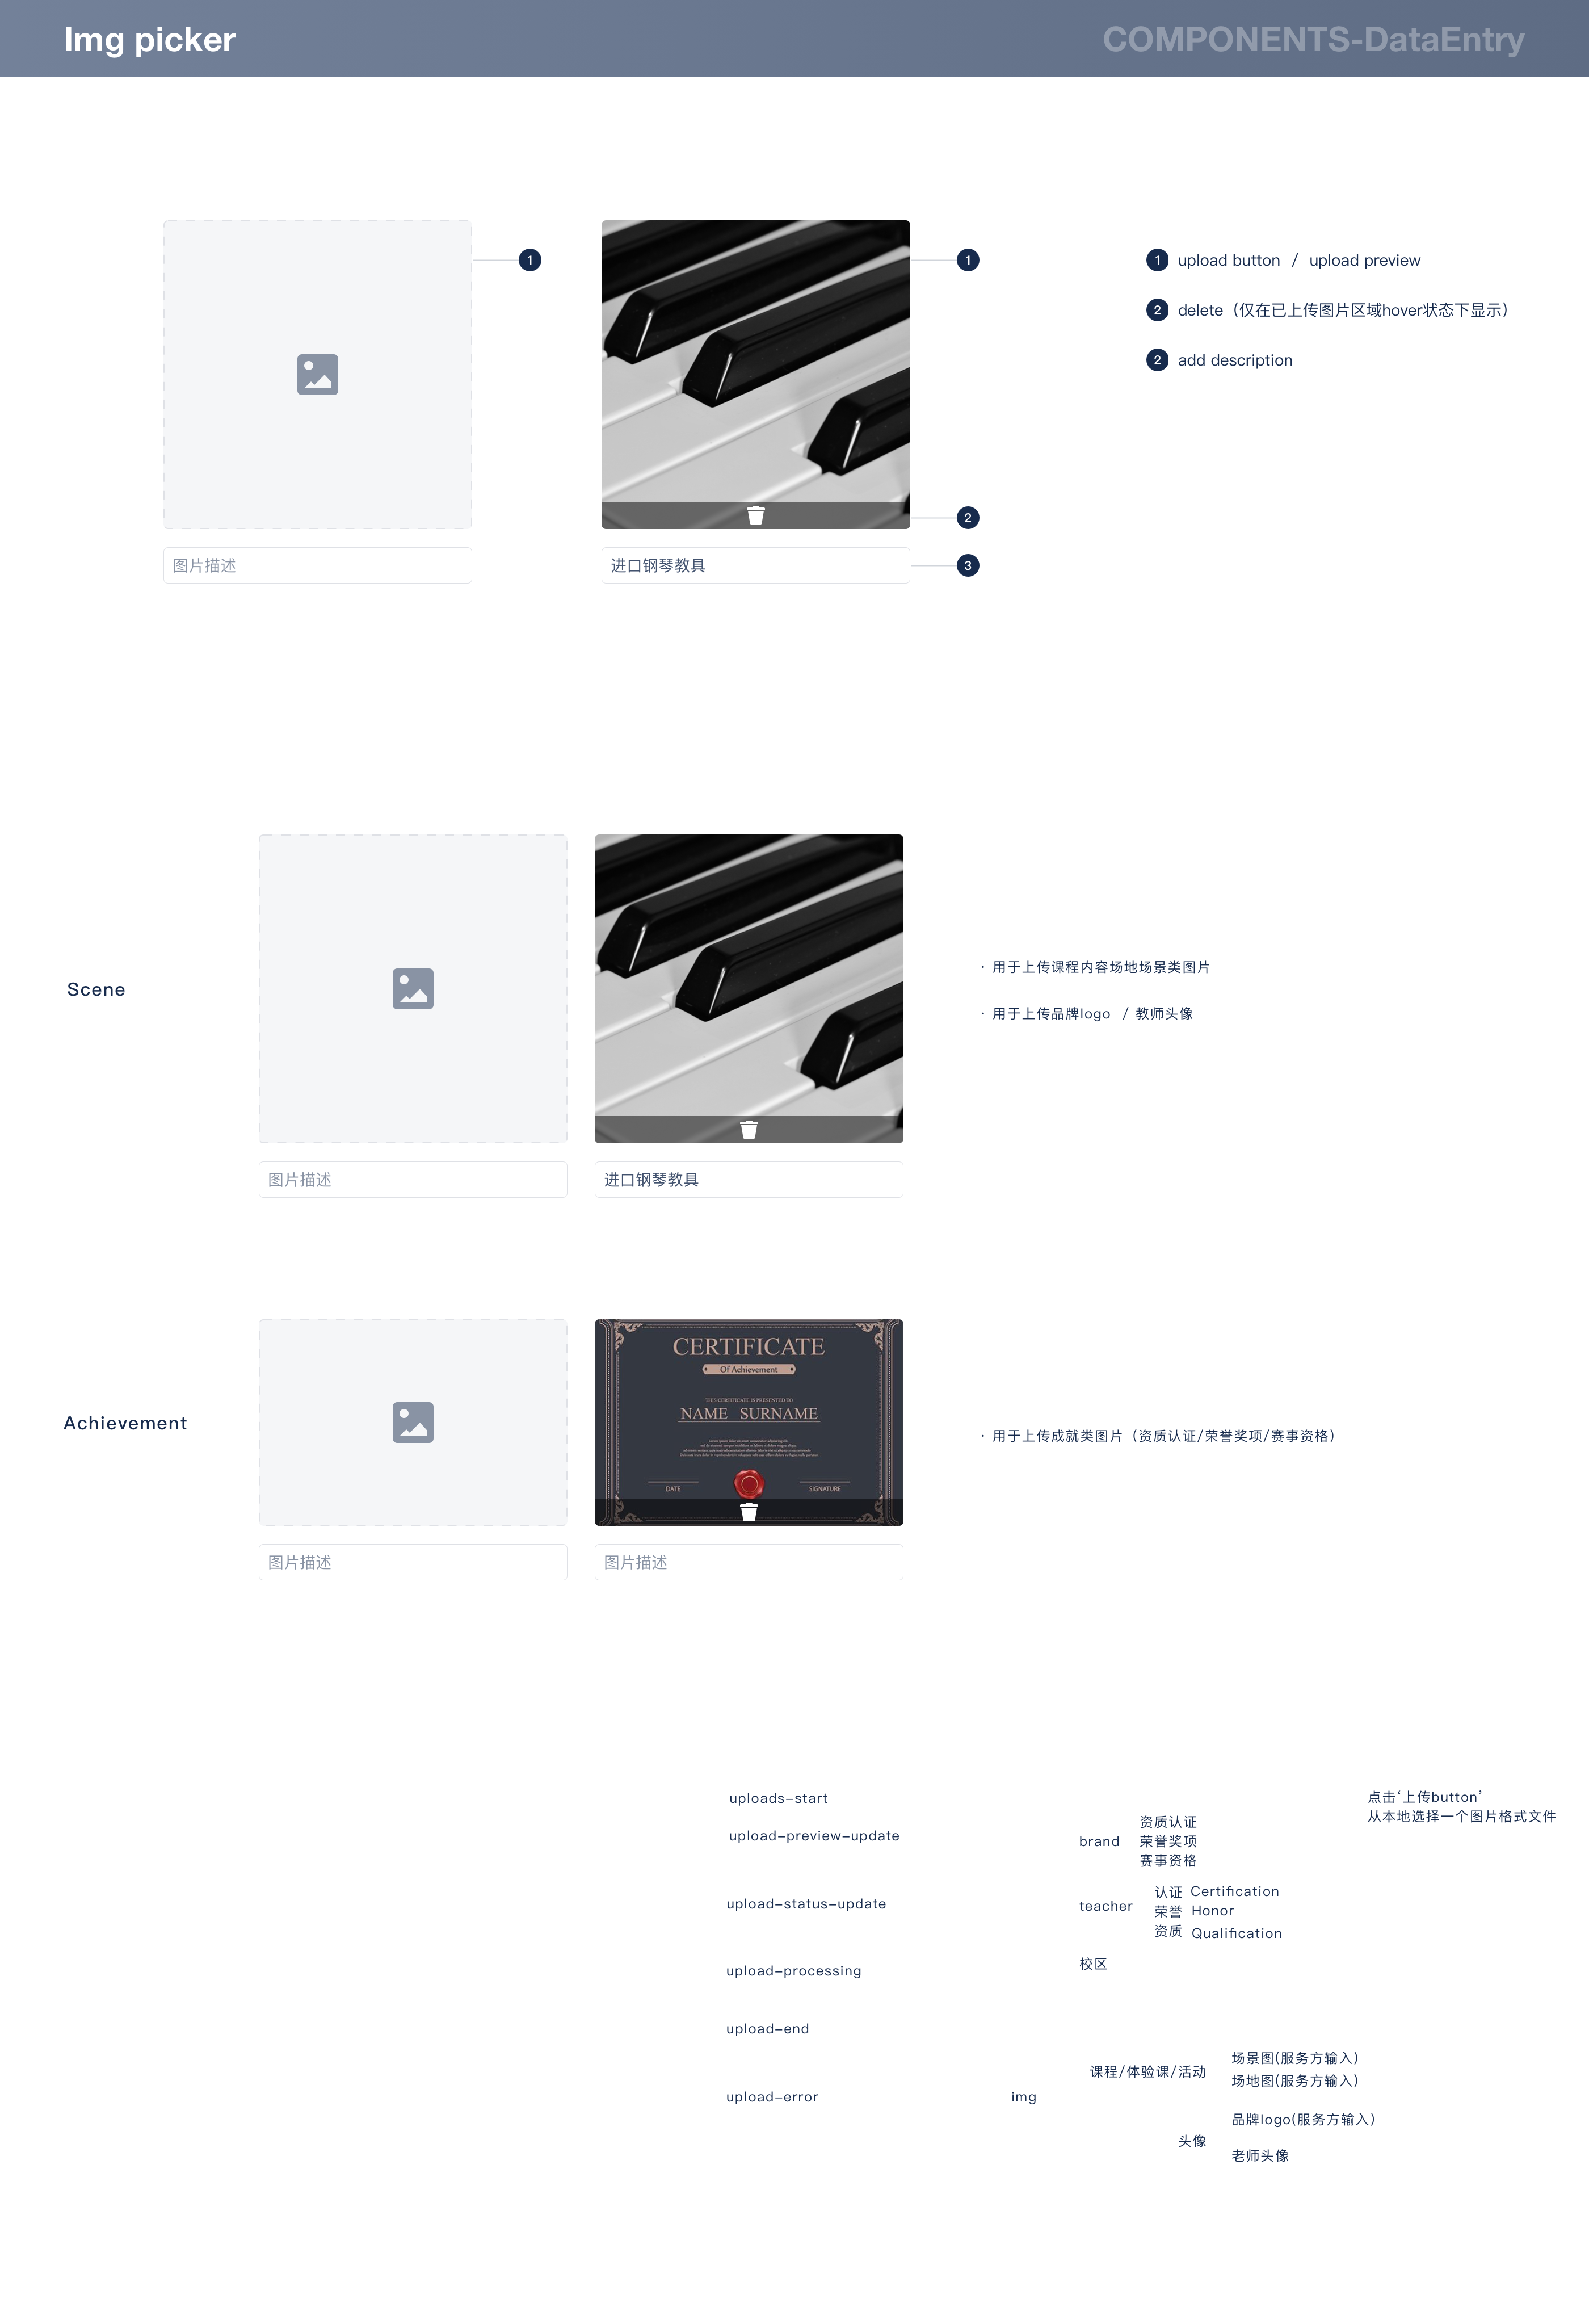 Img picker
COMPONENTS-DataEntry
1
1
1 upload button / upload preview
2 delete（仅在已上传图片区域hover状态下显示）
2 add description
2
图片描述
进口钢琴教具
3
Scene
· 用于上传课程内容场地场景类图片
· 用于上传品牌logo / 教师头像
图片描述
进口钢琴教具
Achievement
CERTIFICATE
Of Achievement
THIS CERTIFICATE IS PRESENTED TO
NAME SURNAME
DATE
SIGNATURE
· 用于上传成就类图片（资质认证/荣誉奖项/赛事资格）
图片描述
图片描述
uploads-start
upload-preview-update
upload-status-update
upload-processing
upload-end
upload-error
brand
资质认证
荣誉奖项
赛事资格
teacher
认证 Certification
荣誉 Honor
资质 Qualification
校区
img
课程/体验课/活动
场景图(服务方输入)
场地图(服务方输入)
头像
品牌logo(服务方输入)
老师头像
点击‘上传button’
从本地选择一个图片格式文件